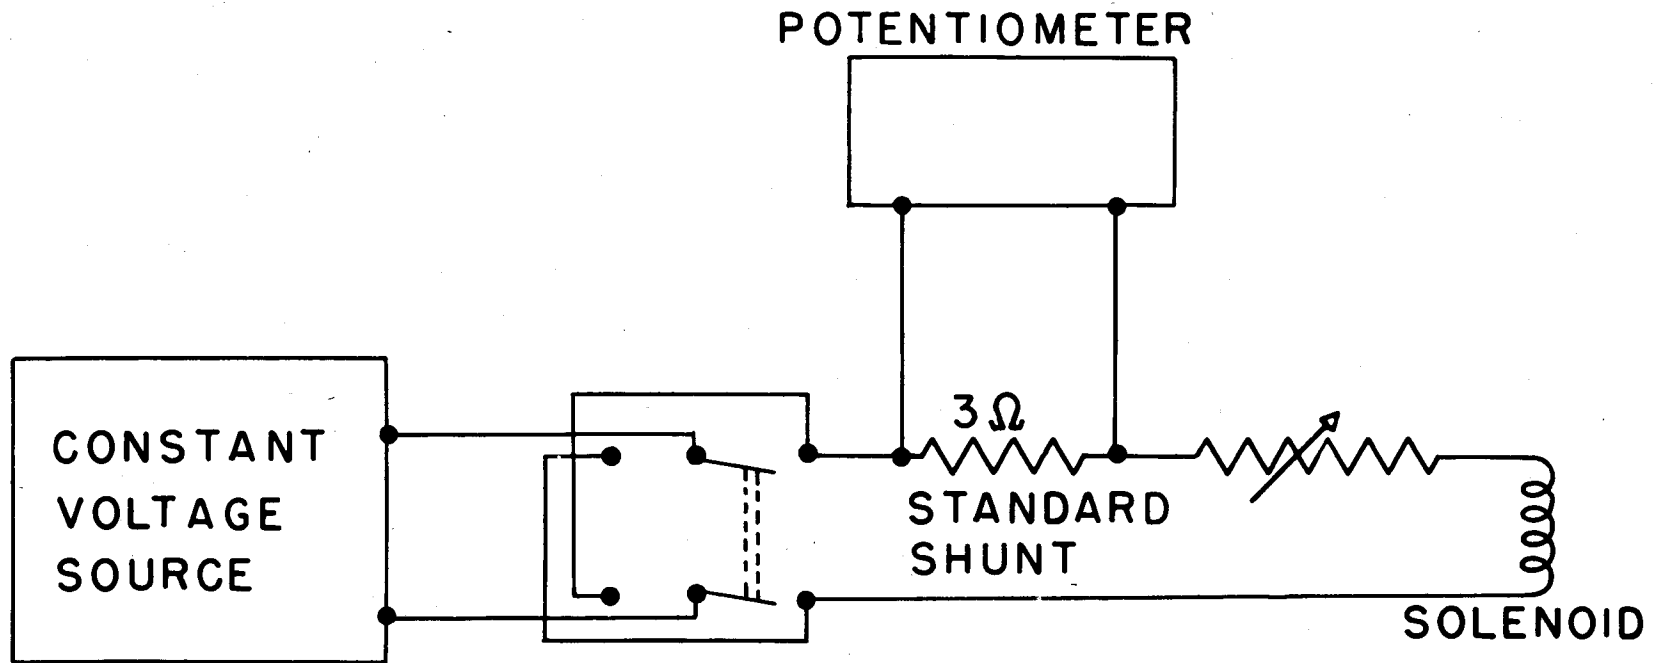 POTENTIOMETER
CONSTANT
VOLTAGE
SOURCE
3Ω
STANDARD
SHUNT
SOLENOID